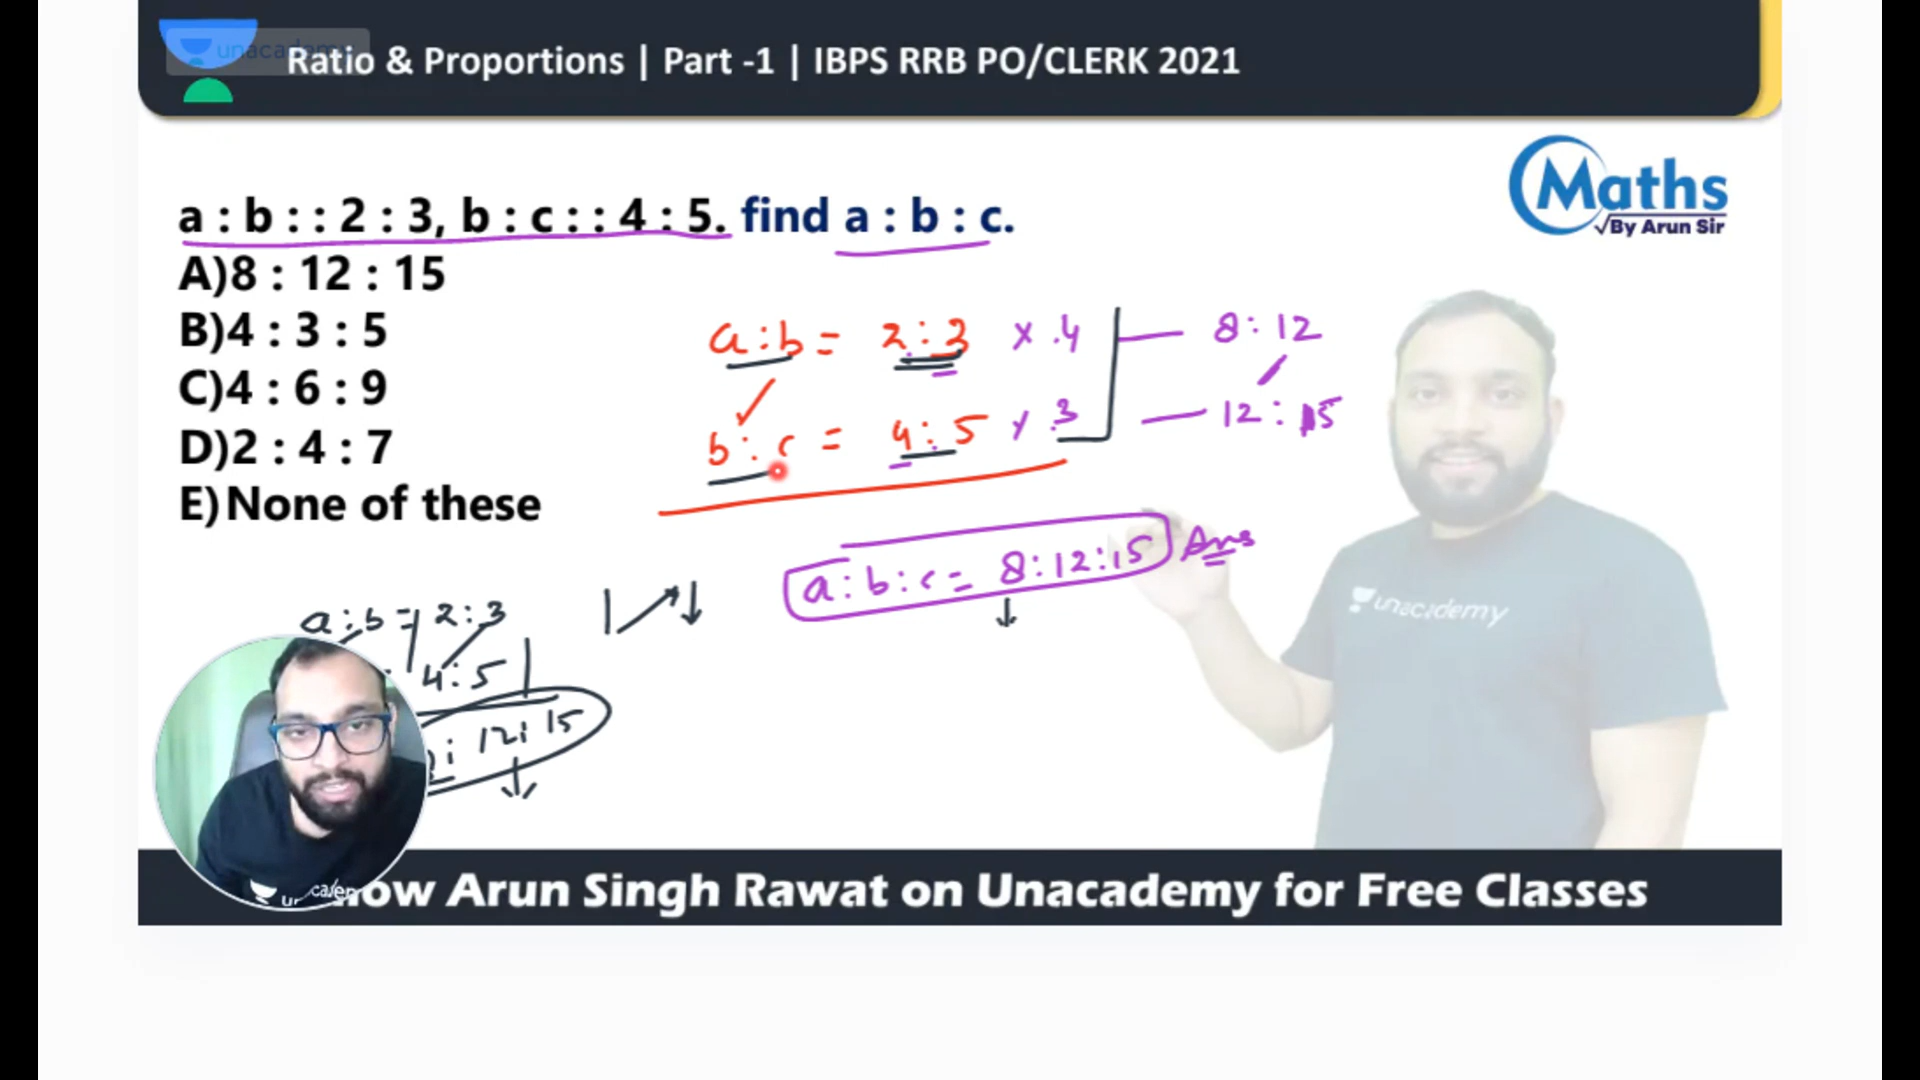 unacademy
Ratio & Proportions | Part -1 | IBPS RRB PO/CLERK 2021
Maths
√By Arun Sir
a : b : : 2 : 3, b : c : : 4 : 5. find a : b : c.
A)8 : 12 : 15
B)4 : 3 : 5
C)4 : 6 : 9
D)2 : 4 : 7
E)None of these
a : b = 2 : 3 × 4
8 : 12
b : c = 4 : 5 × 3
12 : 15
a : b : c = 8 : 12 : 15 Ans
a : b = 2 : 3
4 : 5
12 : 15
unacademy
ow Arun Singh Rawat on Unacademy for Free Classes